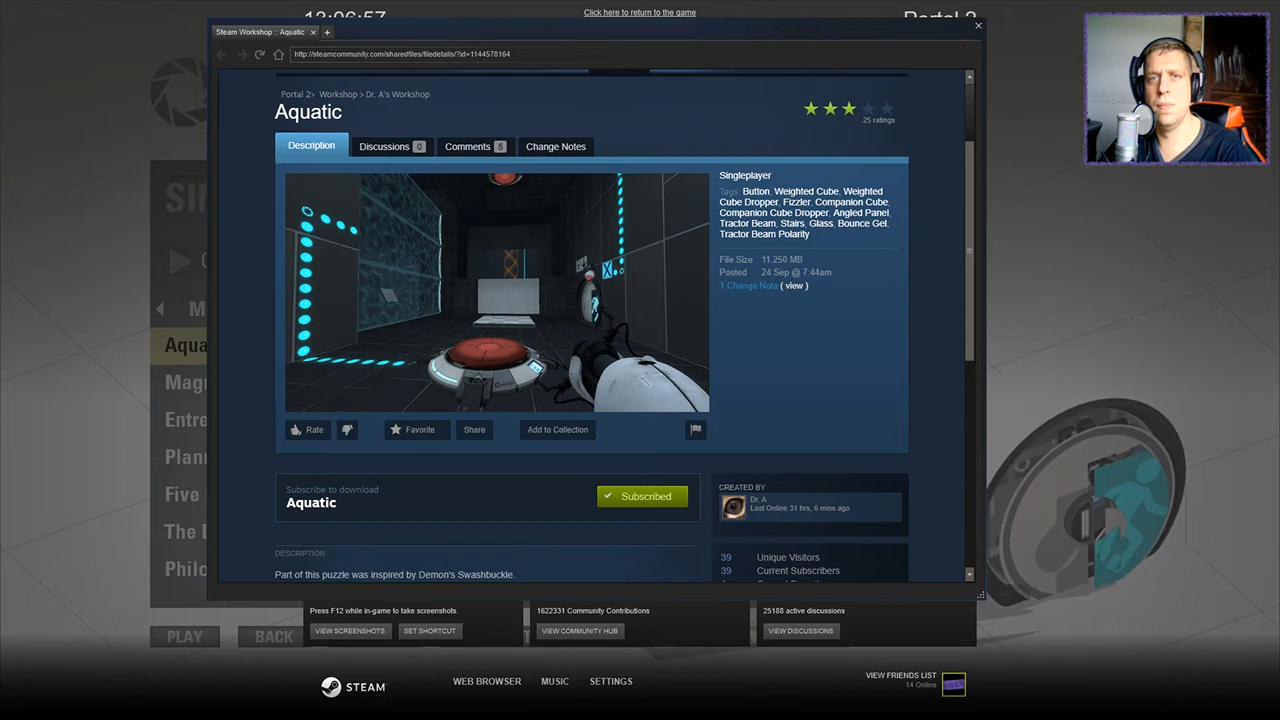 13:06:57
Click here to return to the game
Portal 2
Steam Workshop :: Aquatic
http://steamcommunity.com/sharedfiles/filedetails/?id=1144578164
Portal 2> Workshop > Dr. A's Workshop
Aquatic
25 ratings
Description
Discussions 0
Comments 5
Change Notes
Singleplayer
Tags: Button, Weighted Cube, Weighted
Cube Dropper, Fizzler, Companion Cube,
Companion Cube Dropper, Angled Panel,
Tractor Beam, Stairs, Glass, Bounce Gel,
Tractor Beam Polarity
File Size 11.250 MB
Posted 24 Sep @ 7:44am
1 Change Note ( view )
Rate
Favorite
Share
Add to Collection
Subscribe to download
Aquatic
Subscribed
CREATED BY
Dr. A
Last Online 31 hrs, 6 mins ago
DESCRIPTION
Part of this puzzle was inspired by Demon's Swashbuckle.
39 Unique Visitors
39 Current Subscribers
SIN
M
Aqua
Magn
Entre
Plann
Five
The E
Philo
PLAY
BACK
Press F12 while in-game to take screenshots.
VIEW SCREENSHOTS
SET SHORTCUT
1622331 Community Contributions
VIEW COMMUNITY HUB
25188 active discussions
VIEW DISCUSSIONS
STEAM
WEB BROWSER
MUSIC
SETTINGS
VIEW FRIENDS LIST
14 Online